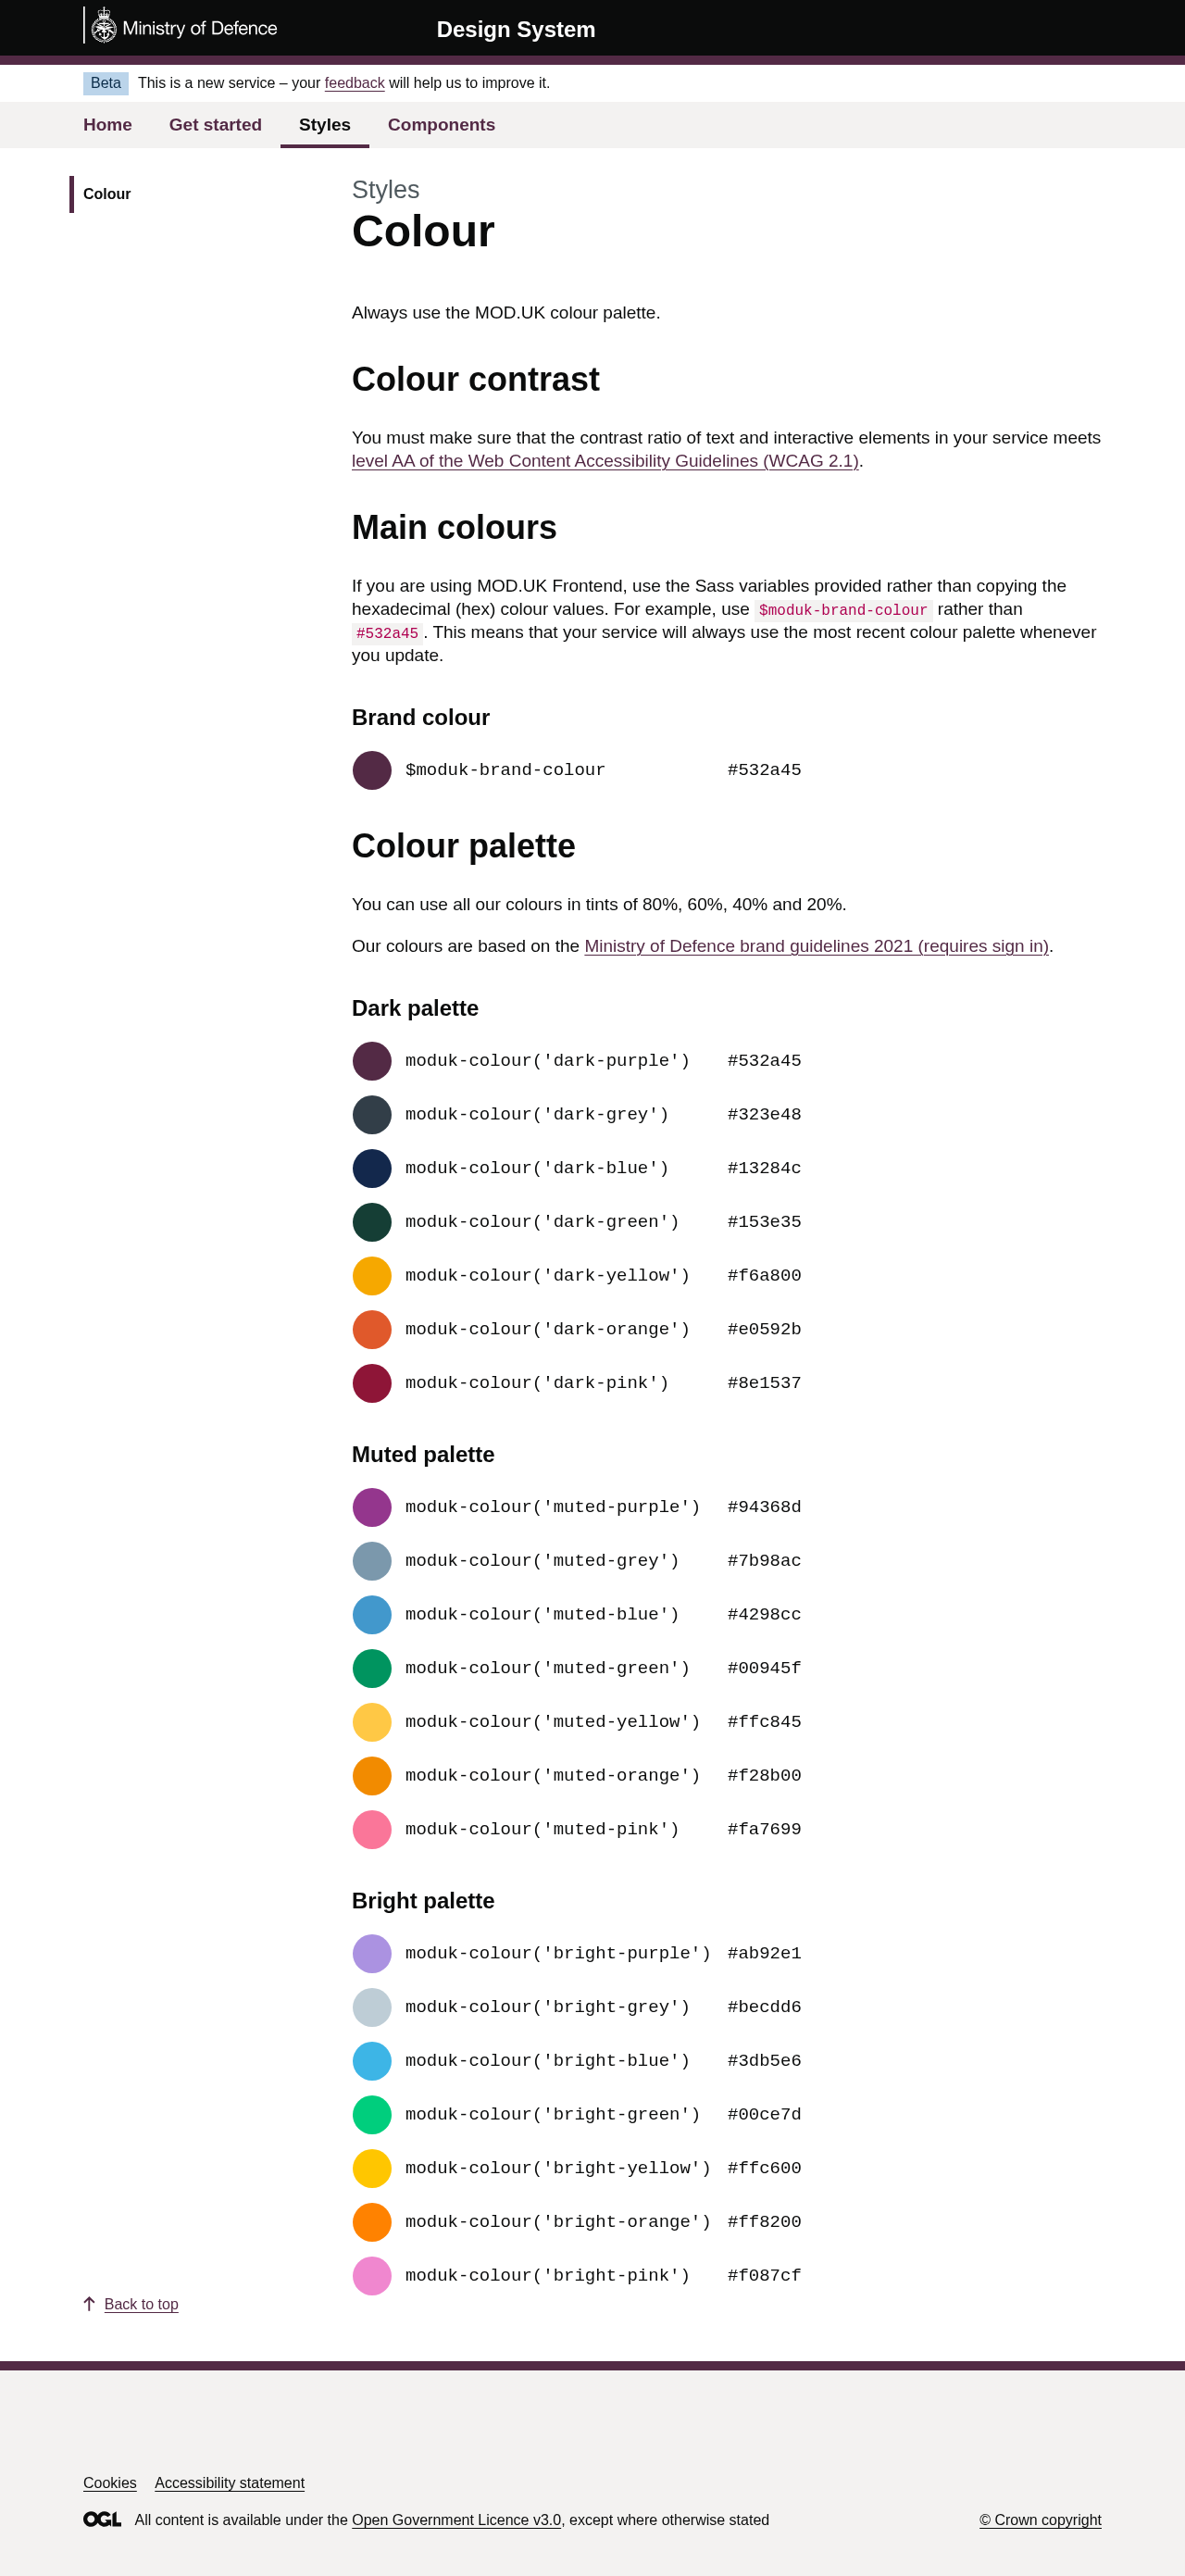 Ministry of Defence
Design System
Beta This is a new service – your feedback will help us to improve it.
Home Get started Styles Components
Colour
Styles
Colour
Always use the MOD.UK colour palette.
Colour contrast
You must make sure that the contrast ratio of text and interactive elements in your service meets
level AA of the Web Content Accessibility Guidelines (WCAG 2.1).
Main colours
If you are using MOD.UK Frontend, use the Sass variables provided rather than copying the
hexadecimal (hex) colour values. For example, use $moduk-brand-colour rather than
#532a45. This means that your service will always use the most recent colour palette whenever
you update.
Brand colour
$moduk-brand-colour #532a45
Colour palette
You can use all our colours in tints of 80%, 60%, 40% and 20%.
Our colours are based on the Ministry of Defence brand guidelines 2021 (requires sign in).
Dark palette
moduk-colour('dark-purple') #532a45
moduk-colour('dark-grey') #323e48
moduk-colour('dark-blue') #13284c
moduk-colour('dark-green') #153e35
moduk-colour('dark-yellow') #f6a800
moduk-colour('dark-orange') #e0592b
moduk-colour('dark-pink') #8e1537
Muted palette
moduk-colour('muted-purple') #94368d
moduk-colour('muted-grey') #7b98ac
moduk-colour('muted-blue') #4298cc
moduk-colour('muted-green') #00945f
moduk-colour('muted-yellow') #ffc845
moduk-colour('muted-orange') #f28b00
moduk-colour('muted-pink') #fa7699
Bright palette
moduk-colour('bright-purple') #ab92e1
moduk-colour('bright-grey') #becdd6
moduk-colour('bright-blue') #3db5e6
moduk-colour('bright-green') #00ce7d
moduk-colour('bright-yellow') #ffc600
moduk-colour('bright-orange') #ff8200
moduk-colour('bright-pink') #f087cf
Back to top
Cookies Accessibility statement
OGL All content is available under the Open Government Licence v3.0, except where otherwise stated
© Crown copyright